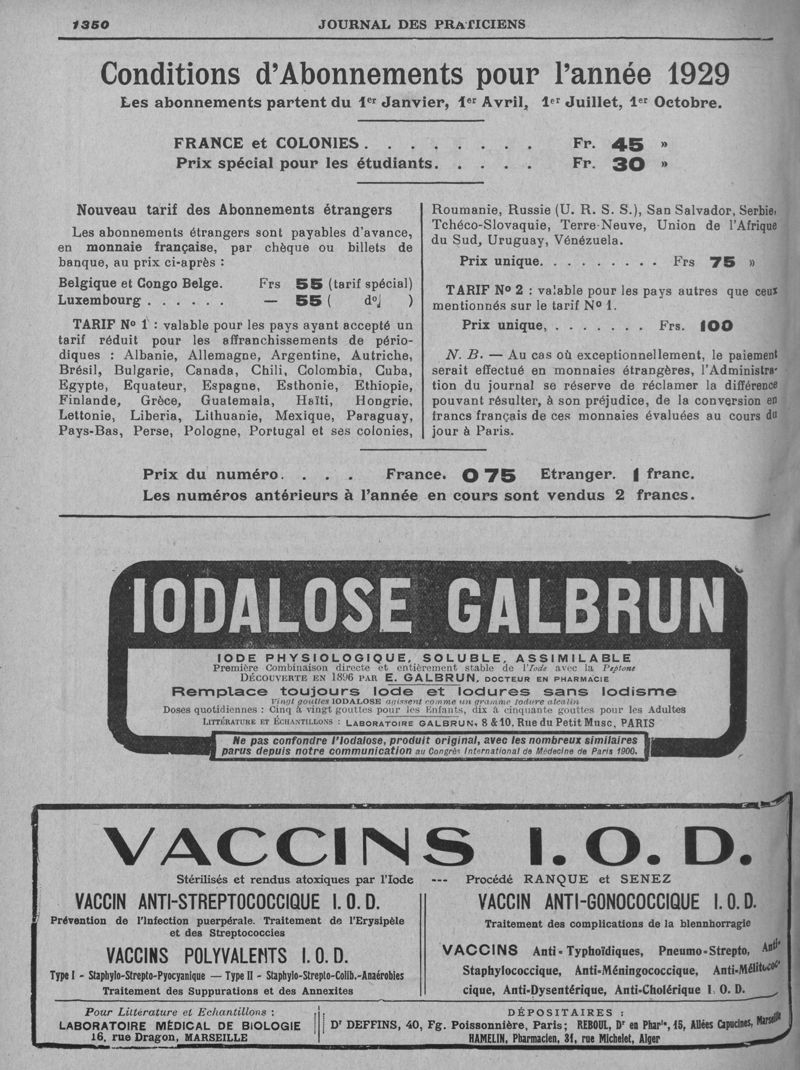 1350
JOURNAL DES PRATICIENS
Conditions d'Abonnements pour l'année 1929
Les abonnements partent du 1er Janvier, 1er Avril, 1er Juillet, 1er Octobre.
FRANCE et COLONIES. . . . . . . . Fr. 45 »
Prix spécial pour les étudiants. . . . . Fr. 30 »
Nouveau tarif des Abonnements étrangers
Les abonnements étrangers sont payables d'avance,
en monnaie française, par chèque ou billets de
banque, au prix ci-après :
Belgique et Congo Belge. Frs 55 (tarif spécial)
Luxembourg . . . . . . — 55 ( do )
TARIF No 1 : valable pour les pays ayant accepté un
tarif réduit pour les affranchissements de pério-
diques : Albanie, Allemagne, Argentine, Autriche,
Brésil, Bulgarie, Canada, Chili, Colombia, Cuba,
Egypte, Equateur, Espagne, Esthonie, Ethiopie,
Finlande, Grèce, Guatemala, Haïti, Hongrie,
Lettonie, Liberia, Lithuanie, Mexique, Paraguay,
Pays-Bas, Perse, Pologne, Portugal et ses colonies,
Roumanie, Russie (U. R. S. S.), San Salvador, Serbie,
Tchéco-Slovaquie, Terre-Neuve, Union de l'Afrique
du Sud, Uruguay, Vénézuela.
Prix unique. . . . . . . . . Frs 75 »
TARIF No 2 : valable pour les pays autres que ceux
mentionnés sur le tarif No 1.
Prix unique, . . . . . . . Frs. 100
N. B. — Au cas où exceptionnellement, le paiement
serait effectué en monnaies étrangères, l'Administra-
tion du journal se réserve de réclamer la différence
pouvant résulter, à son préjudice, de la conversion en
francs français de ces monnaies évaluées au cours du
jour à Paris.
Prix du numéro. . . . France. 0 75 Etranger. 1 franc.
Les numéros antérieurs à l'année en cours sont vendus 2 francs.
IODALOSE GALBRUN
IODE PHYSIOLOGIQUE, SOLUBLE, ASSIMILABLE
Première Combinaison directe et entièrement stable de l'Iode avec la Peptone
DÉCOUVERTE EN 1896 PAR E. GALBRUN, DOCTEUR EN PHARMACIE
Remplace toujours Iode et Iodures sans Iodisme
Vingt gouttes IODALOSE agissent comme un gramme Iodure alcalin
Doses quotidiennes : Cinq à vingt gouttes pour les Enfants, dix à cinquante gouttes pour les Adultes
LITTÉRATURE ET ÉCHANTILLONS : LABORATOIRE GALBRUN, 8 & 10, Rue du Petit Musc, PARIS
Ne pas confondre l'Iodalose, produit original, avec les nombreux similaires
parus depuis notre communication au Congrès International de Médecine de Paris 1900.
VACCINS I. O. D.
Stérilisés et rendus atoxiques par l'Iode --- Procédé RANQUE et SENEZ
VACCIN ANTI-STREPTOCOCCIQUE I. O. D.
Prévention de l'Infection puerpérale. Traitement de l'Erysipèle
et des Streptococcies
VACCINS POLYVALENTS I. O. D.
Type I - Staphylo-Strepto-Pyocyanique — Type II - Staphylo-Strepto-Colib.-Anaérobies
Traitement des Suppurations et des Annexites
VACCIN ANTI-GONOCOCCIQUE I. O. D.
Traitement des complications de la blennhorragie
VACCINS Anti-Typhoïdiques, Pneumo-Strepto, Anti-
Staphylococcique, Anti-Méningococcique, Anti-Mélitococ-
cique, Anti-Dysentérique, Anti-Cholérique I. O. D.
Pour Littérature et Echantillons :
LABORATOIRE MÉDICAL DE BIOLOGIE
16, rue Dragon, MARSEILLE
DÉPOSITAIRES :
Dr DEFFINS, 40, Fg. Poissonnière, Paris; REBOUL, Dr en Phar^ie, 15, Allées Capucines, Marseille
HAMELIN, Pharmacien, 31, rue Michelet, Alger